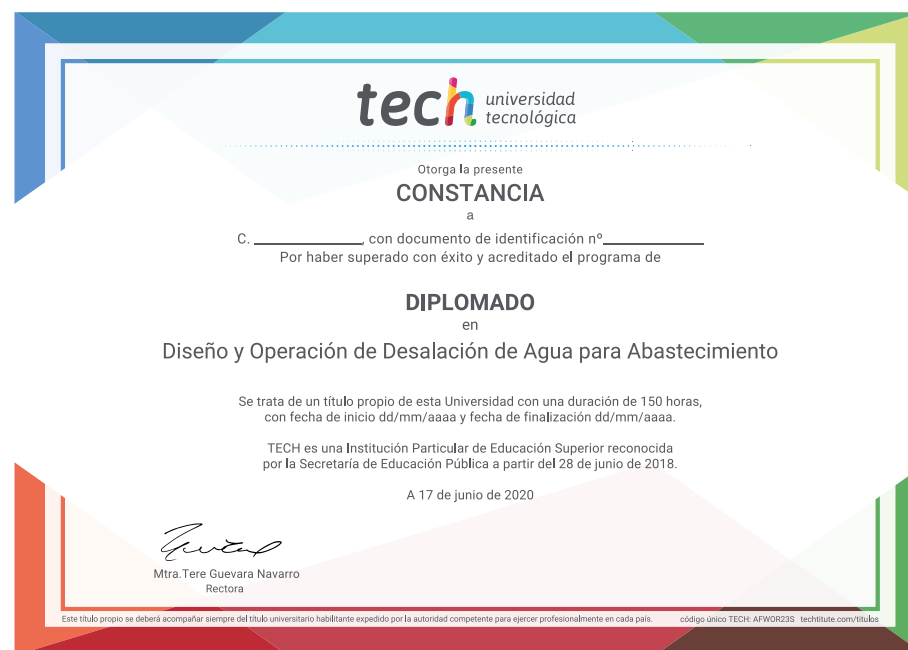 tech universidad
tecnológica
Otorga la presente
CONSTANCIA
a
C. ____________, con documento de identificación nº____________
Por haber superado con éxito y acreditado el programa de
DIPLOMADO
en
Diseño y Operación de Desalación de Agua para Abastecimiento
Se trata de un título propio de esta Universidad con una duración de 150 horas,
con fecha de inicio dd/mm/aaaa y fecha de finalización dd/mm/aaaa.
TECH es una Institución Particular de Educación Superior reconocida
por la Secretaría de Educación Pública a partir del 28 de junio de 2018.
A 17 de junio de 2020
Mtra.Tere Guevara Navarro
Rectora
Este título propio se deberá acompañar siempre del título universitario habilitante expedido por la autoridad competente para ejercer profesionalmente en cada país. código único TECH: AFWOR23S techtitute.com/titulos